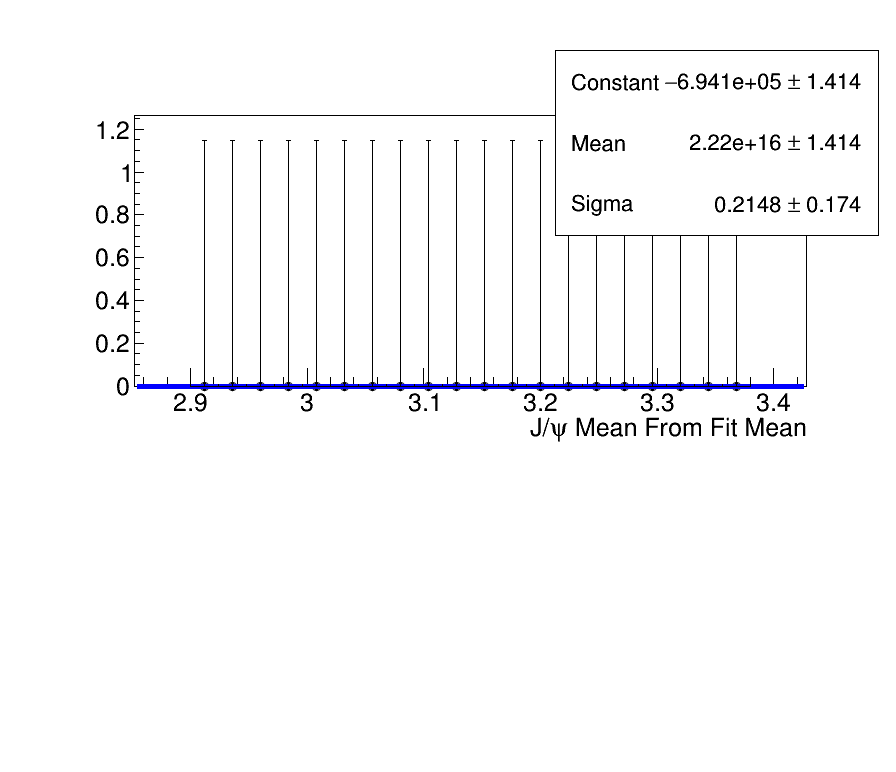 Constant −6.941e+05 ± 1.414
Mean 2.22e+16 ± 1.414
Sigma 0.2148 ± 0.174
1.2
1
0.8
0.6
0.4
0.2
0
2.9 3 3.1 3.2 3.3 3.4
J/ψ Mean From Fit Mean